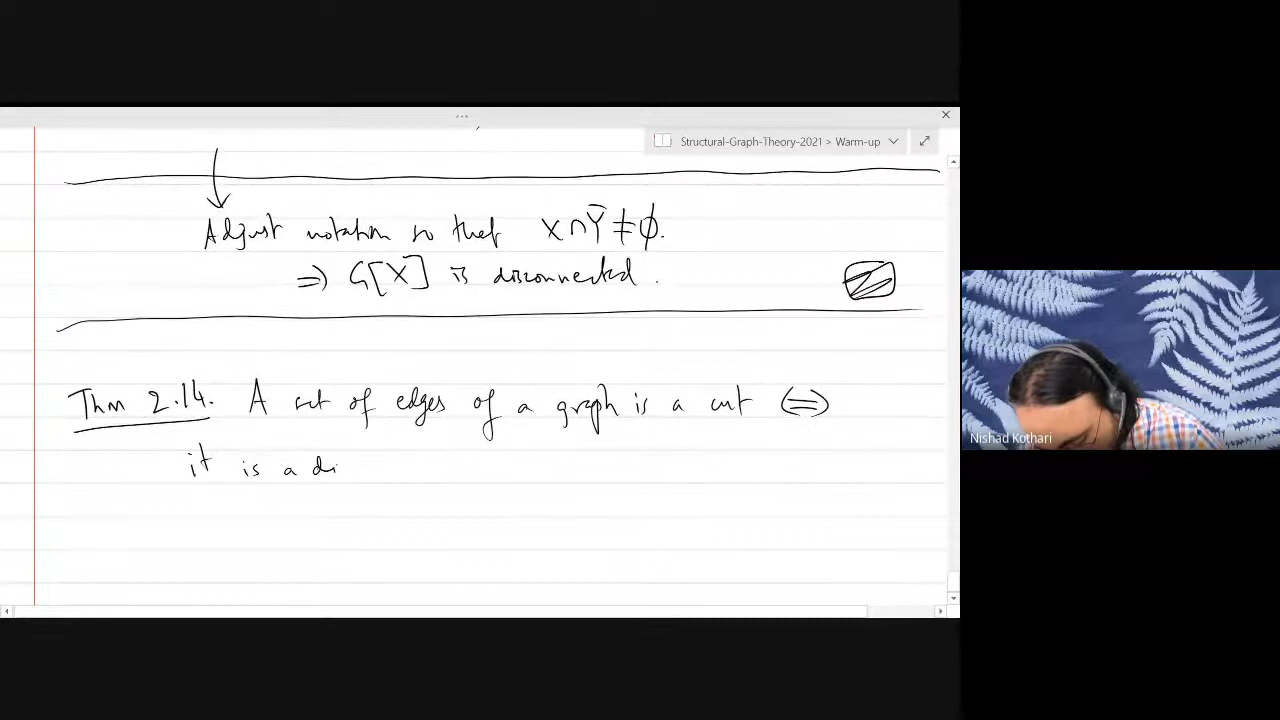 Structural-Graph-Theory-2021 > Warm-up
Adjust notation so that X ∩ Ȳ ≠ ∅.
⇒ G[X] is disconnected.
Thm 2.14. A set of edges of a graph is a cut ⇔
it is a di
Nishad Kothari